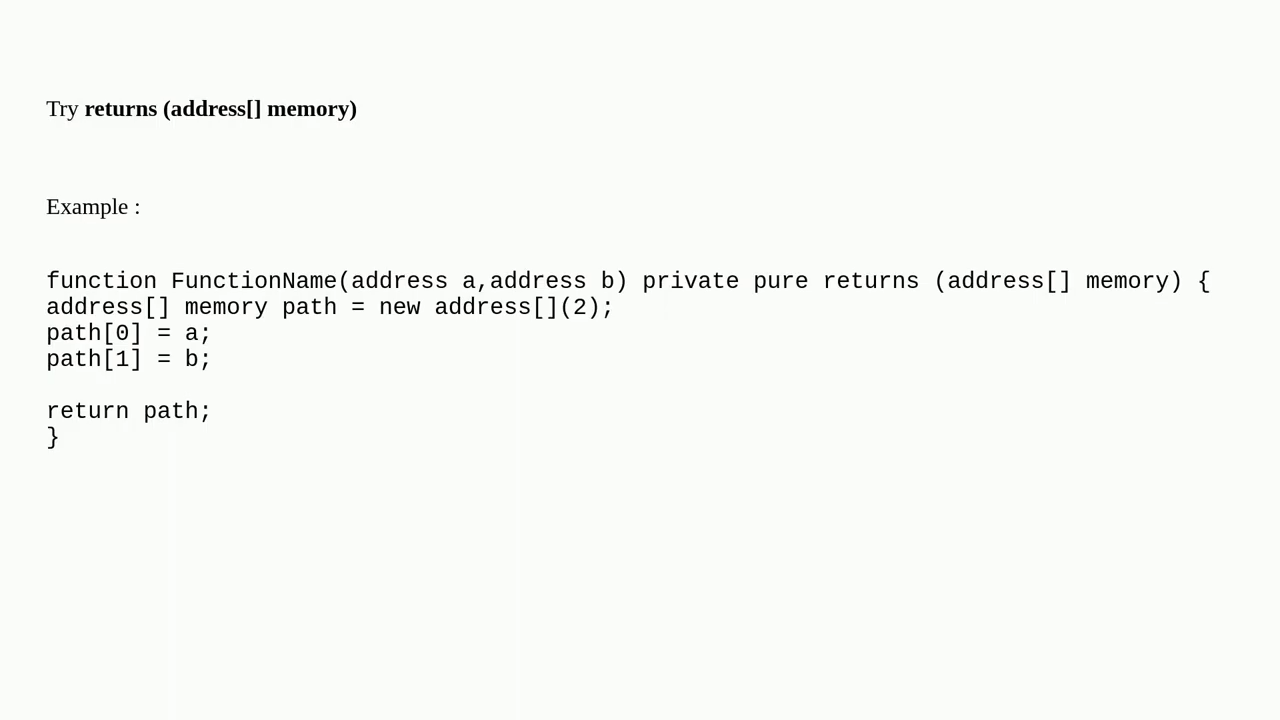 Try returns (address[] memory)
Example :
function FunctionName(address a,address b) private pure returns (address[] memory) {
address[] memory path = new address[](2);
path[0] = a;
path[1] = b;
return path;
}